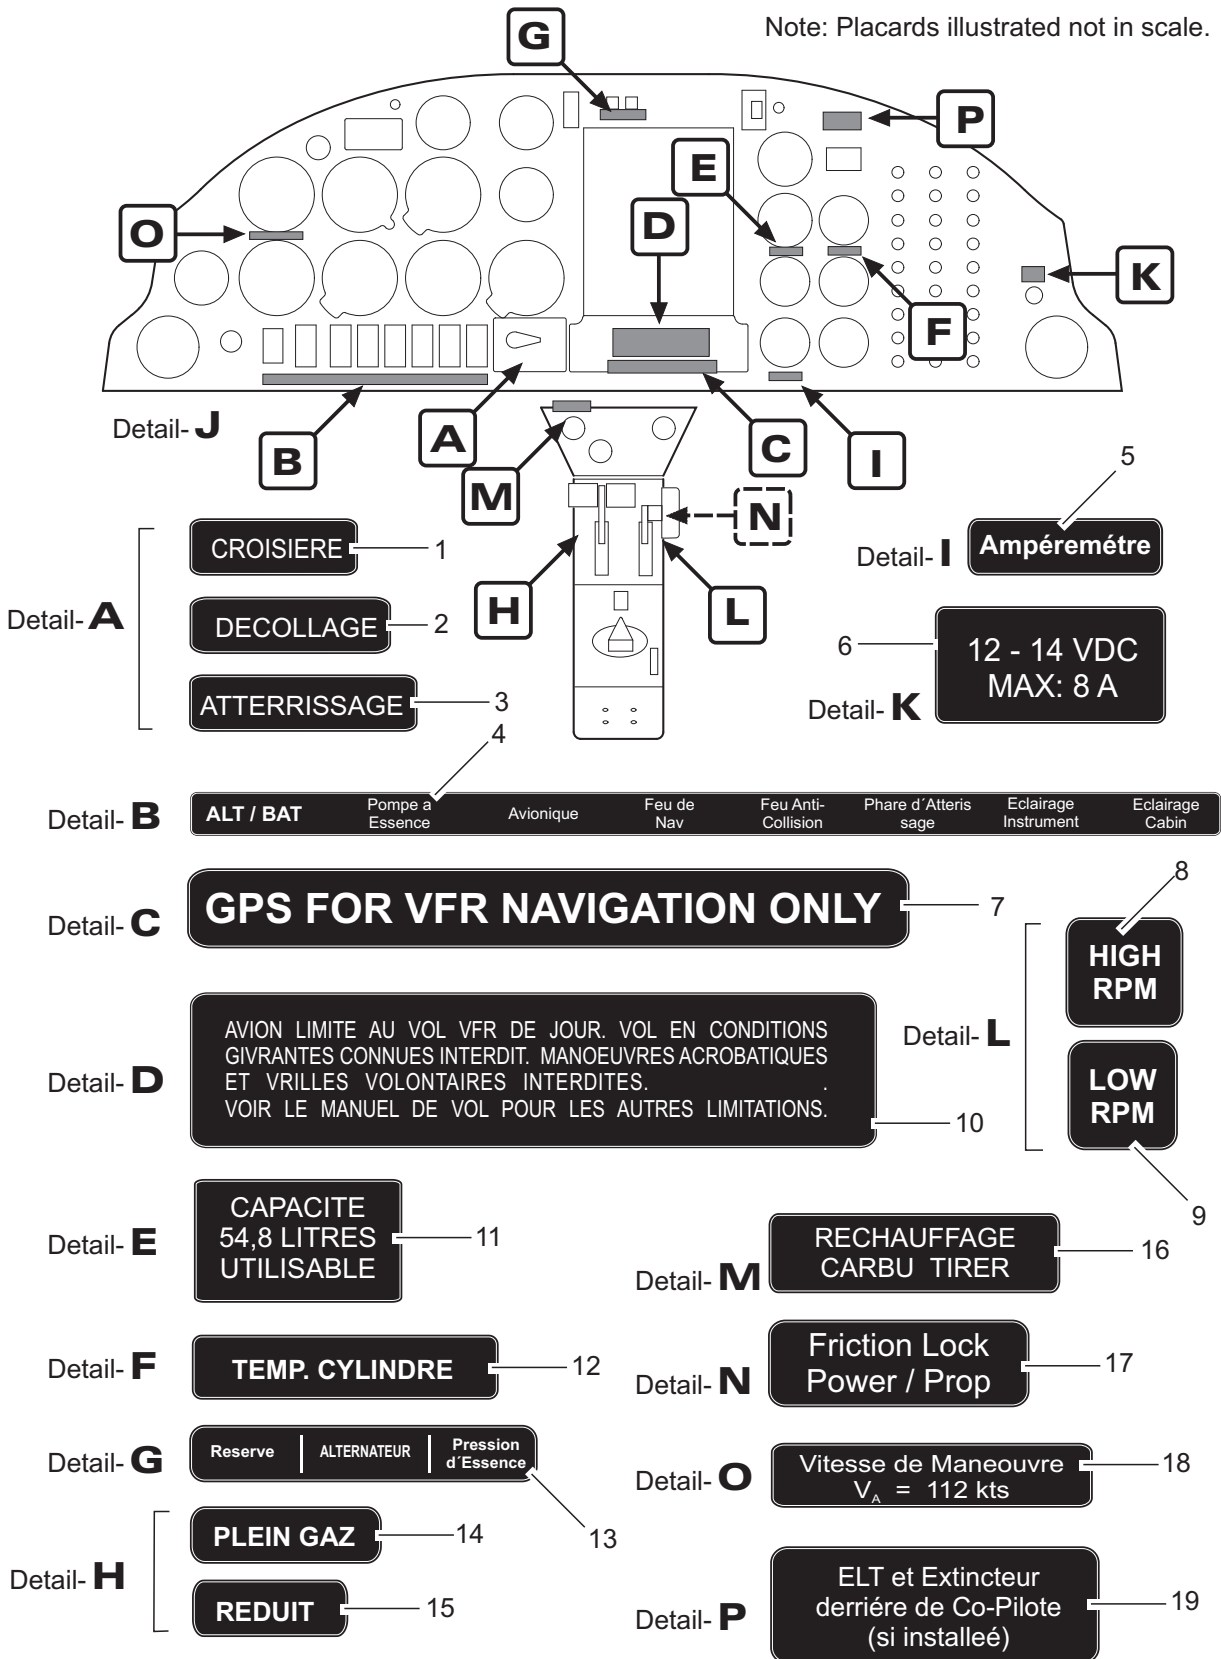 Note: Placards illustrated not in scale.
G
P
E
D
O
K
F
Detail- J
B
A
M
C
I
N
H
L
5
Detail- A
CROISIERE
1
DECOLLAGE
2
ATTERRISSAGE
3
4
Detail- I
Ampéremétre
6
12 - 14 VDC
MAX: 8 A
Detail- K
Detail- B
ALT / BAT
Pompe a
Essence
Avionique
Feu de
Nav
Feu Anti-
Collision
Phare d´Atteris
sage
Eclairage
Instrument
Eclairage
Cabin
Detail- C
GPS FOR VFR NAVIGATION ONLY
7
8
HIGH
RPM
Detail- L
LOW
RPM
9
Detail- D
AVION LIMITE AU VOL VFR DE JOUR. VOL EN CONDITIONS
GIVRANTES CONNUES INTERDIT. MANOEUVRES ACROBATIQUES
ET VRILLES VOLONTAIRES INTERDITES. .
VOIR LE MANUEL DE VOL POUR LES AUTRES LIMITATIONS.
10
Detail- E
CAPACITE
54,8 LITRES
UTILISABLE
11
Detail- M
RECHAUFFAGE
CARBU TIRER
16
Detail- F
TEMP. CYLINDRE
12
Detail- N
Friction Lock
Power / Prop
17
Detail- G
Reserve
ALTERNATEUR
Pression
d´Essence
13
Detail- O
Vitesse de Maneouvre
VA = 112 kts
18
Detail- H
PLEIN GAZ
14
REDUIT
15
Detail- P
ELT et Extincteur
derriére de Co-Pilote
(si installeé)
19